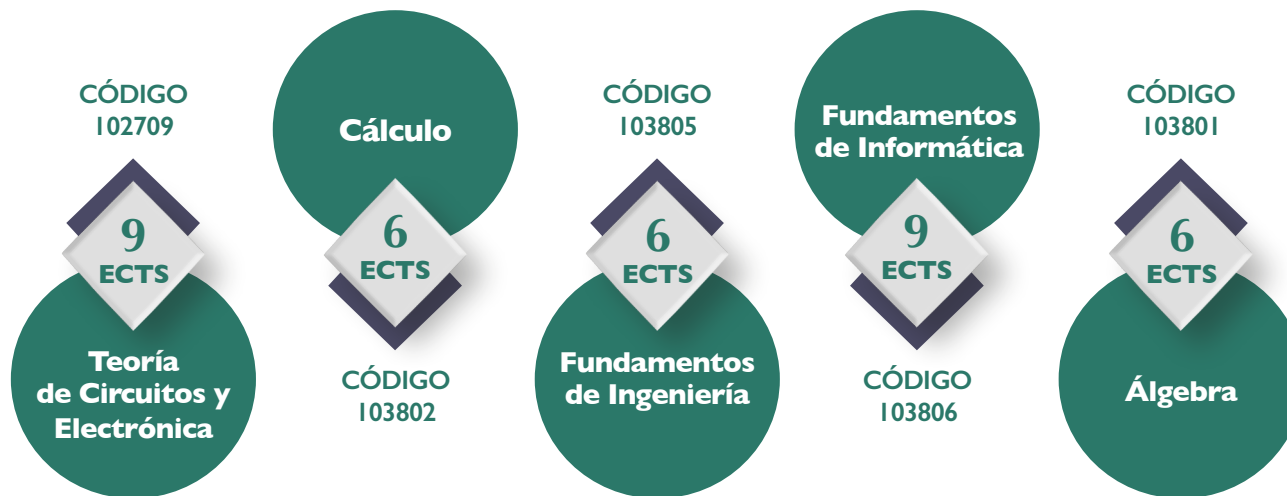 CÓDIGO
102709
9
ECTS
Teoría
de Circuitos y
Electrónica
Cálculo
6
ECTS
CÓDIGO
103802
CÓDIGO
103805
6
ECTS
Fundamentos
de Ingeniería
Fundamentos
de Informática
9
ECTS
CÓDIGO
103806
CÓDIGO
103801
6
ECTS
Álgebra